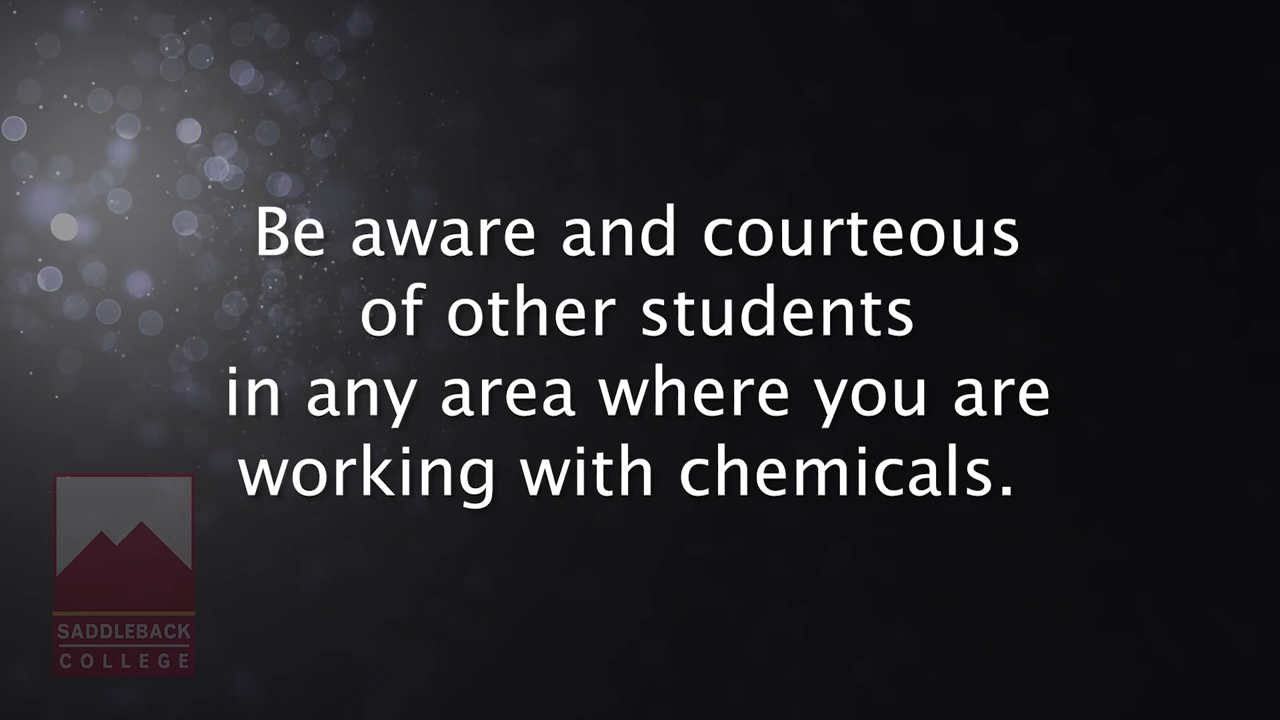 Be aware and courteous
of other students
in any area where you are
working with chemicals.
SADDLEBACK
COLLEGE